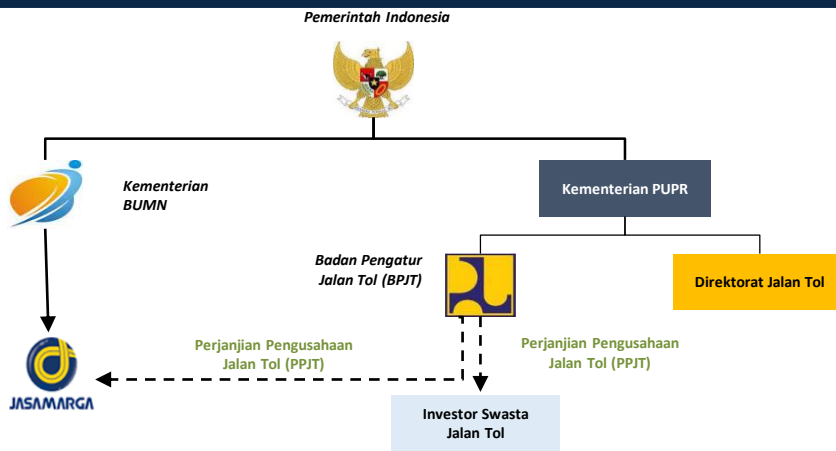 Pemerintah Indonesia
Kementerian
BUMN
Kementerian PUPR
Badan Pengatur
Jalan Tol (BPJT)
Direktorat Jalan Tol
Perjanjian Pengusahaan
Jalan Tol (PPJT)
Perjanjian Pengusahaan
Jalan Tol (PPJT)
JASAMARGA
Investor Swasta
Jalan Tol